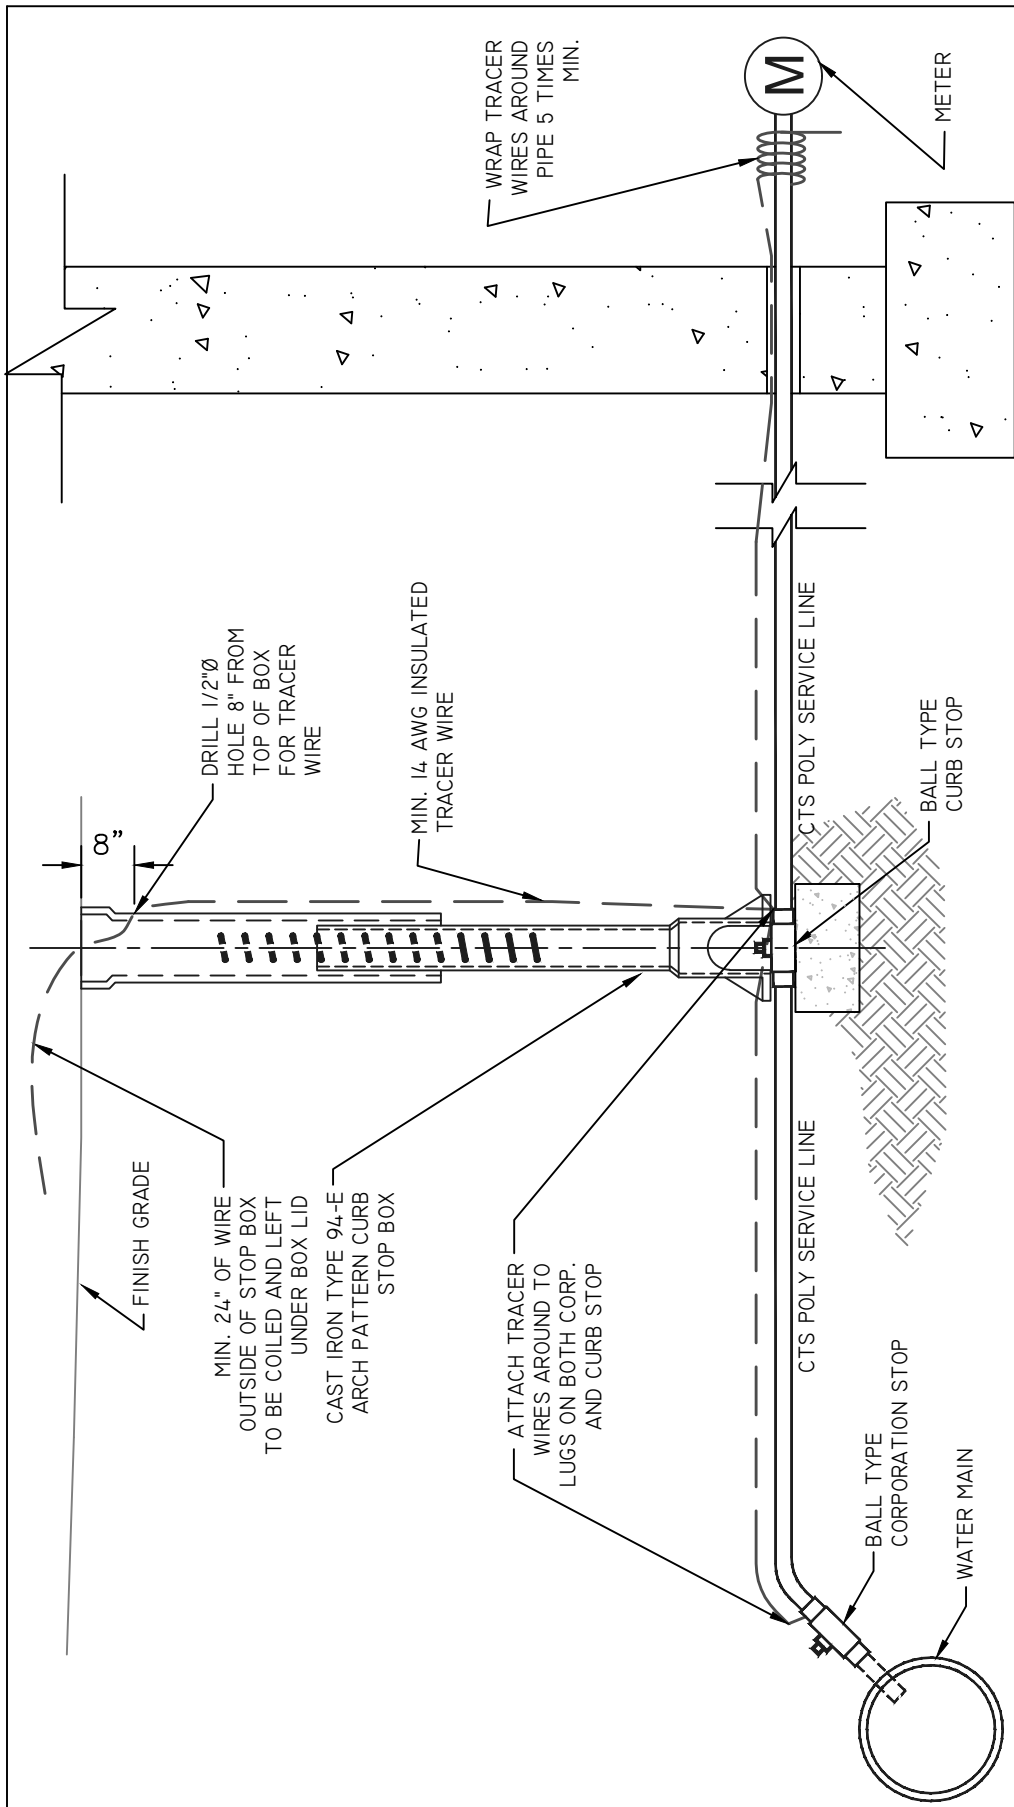 WRAP TRACER
WIRES AROUND
PIPE 5 TIMES
MIN.
M
METER
DRILL 1/2"Ø
HOLE 8" FROM
TOP OF BOX
FOR TRACER
WIRE
8"
MIN. 14 AWG INSULATED
TRACER WIRE
CTS POLY SERVICE LINE
BALL TYPE
CURB STOP
FINISH GRADE
MIN. 24" OF WIRE
OUTSIDE OF STOP BOX
TO BE COILED AND LEFT
UNDER BOX LID
CAST IRON TYPE 94-E
ARCH PATTERN CURB
STOP BOX
ATTACH TRACER
WIRES AROUND TO
LUGS ON BOTH CORP.
AND CURB STOP
CTS POLY SERVICE LINE
BALL TYPE
CORPORATION STOP
WATER MAIN